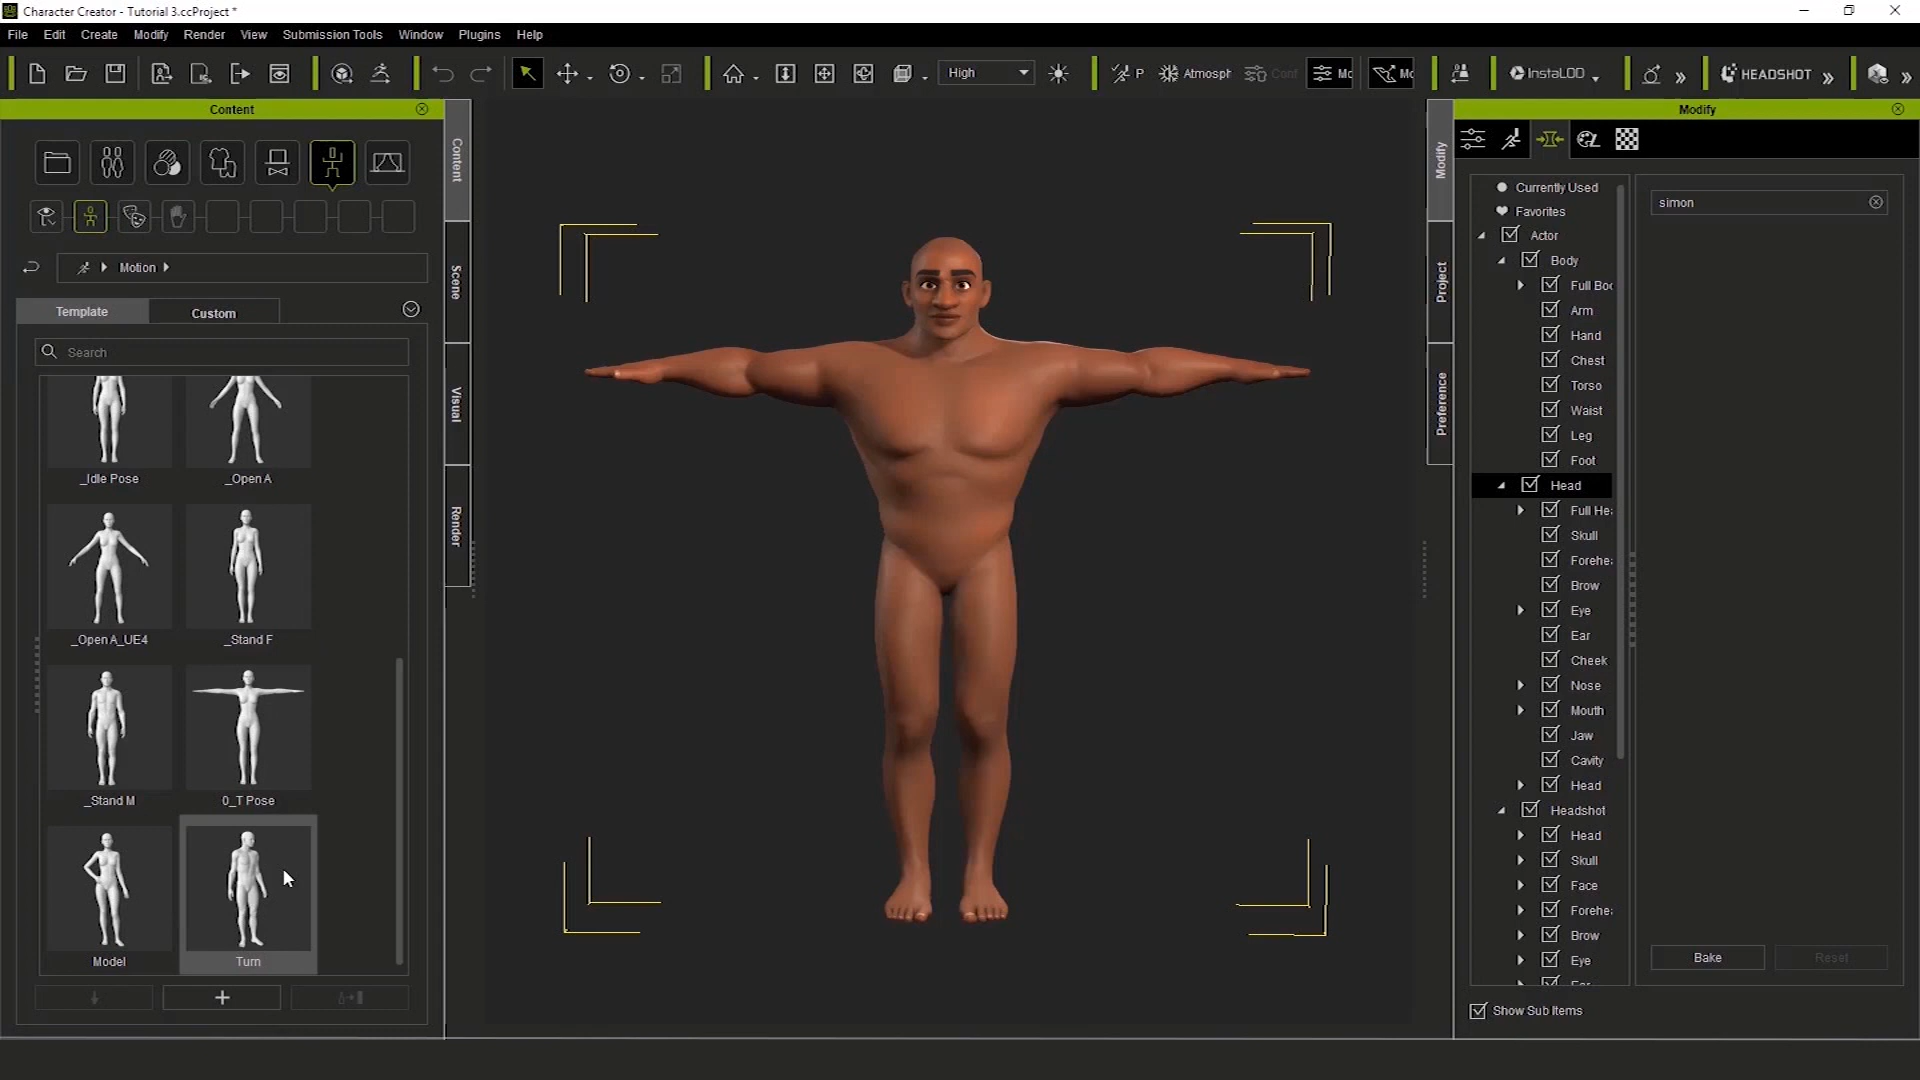 Character Creator - Tutorial 3.ccProject *
File Edit Create Modify Render View Submission Tools Window Plugins Help
High P Atmosph Cont Mc Mc InstaLOD HEADSHOT
Content
Modify
Content
Scene
Visual
Render
Motion
Template Custom
Search
_Idle Pose _Open A
_Open A_UE4 _Stand F
_Stand M 0_T Pose
Model Turn
Modify
Project
Preference
Currently Used
Favorites
Actor
Body
Full Boc
Arm
Hand
Chest
Torso
Waist
Leg
Foot
Head
Full He
Skull
Forehe
Brow
Eye
Ear
Cheek
Nose
Mouth
Jaw
Cavity
Head
Headshot
Head
Skull
Face
Forehe
Brow
Eye
Ear
simon
Bake Reset
Show Sub Items